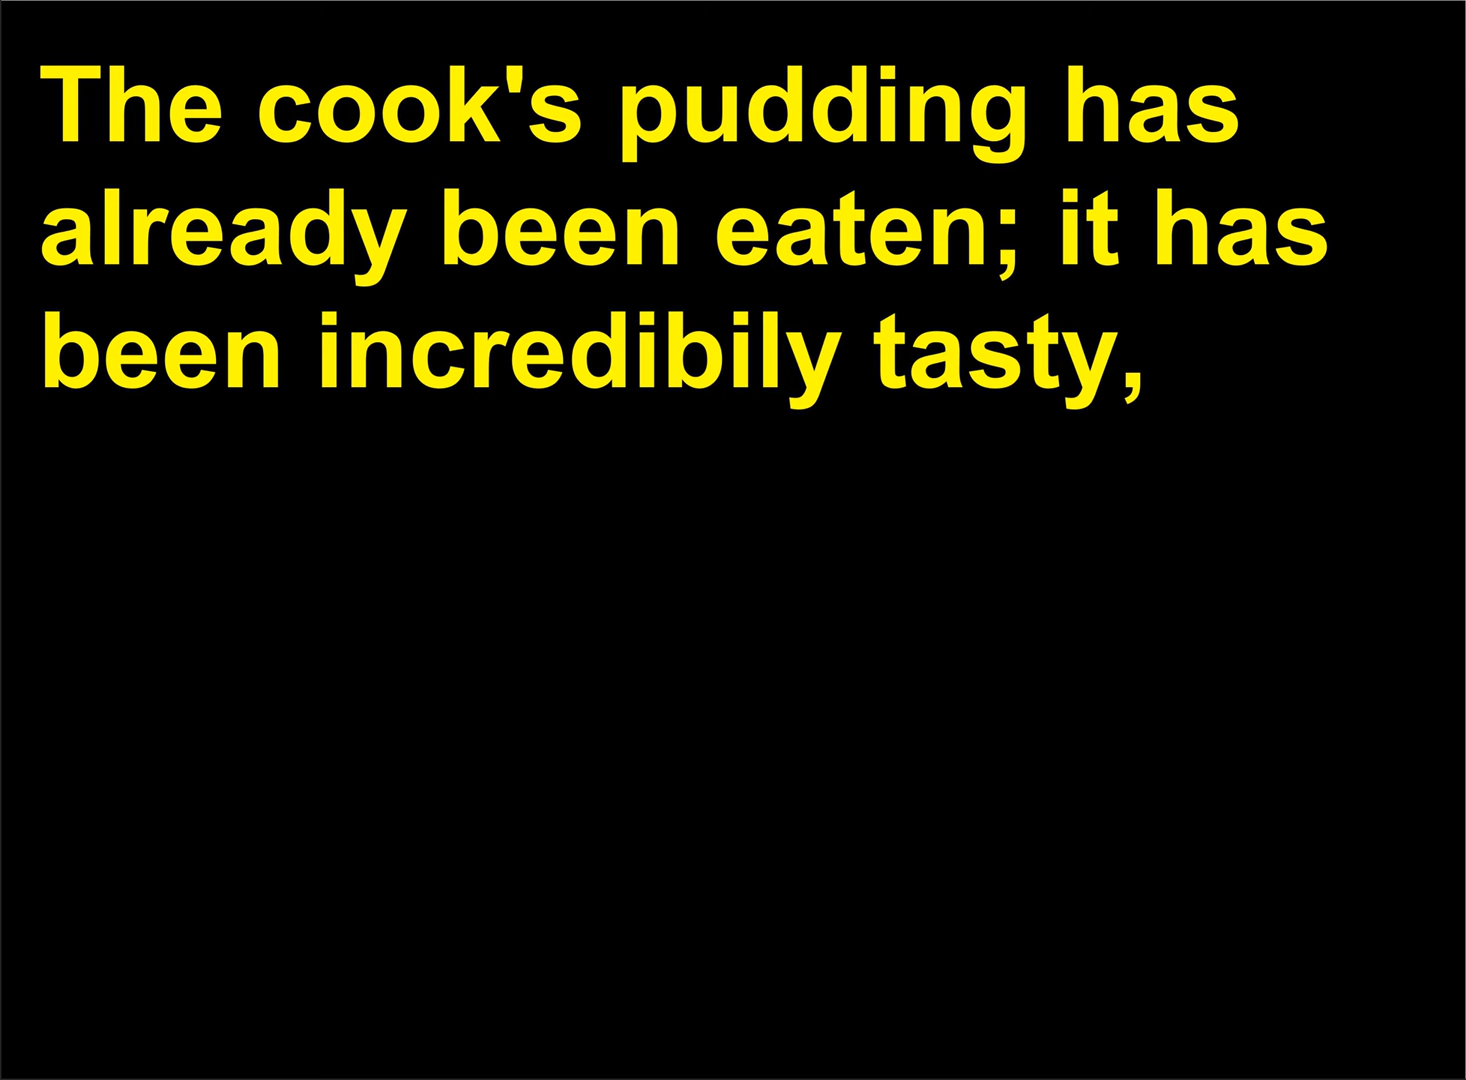 The cook's pudding has
already been eaten; it has
been incredibily tasty,